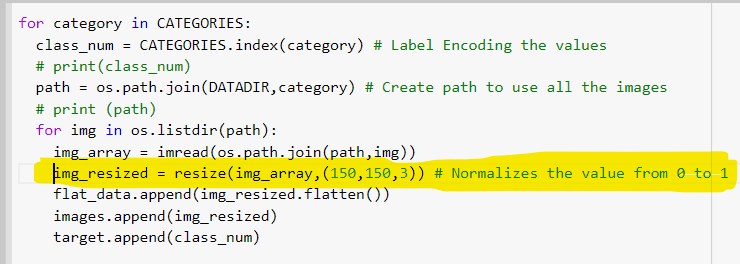 for category in CATEGORIES:
class_num = CATEGORIES.index(category) # Label Encoding the values
# print(class_num)
path = os.path.join(DATADIR,category) # Create path to use all the images
# print (path)
for img in os.listdir(path):
img_array = imread(os.path.join(path,img))
img_resized = resize(img_array,(150,150,3)) # Normalizes the value from 0 to 1
flat_data.append(img_resized.flatten())
images.append(img_resized)
target.append(class_num)